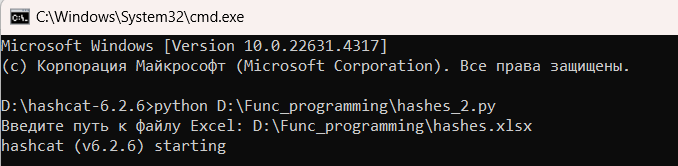 C:\Windows\System32\cmd.exe
Microsoft Windows [Version 10.0.22631.4317]
(c) Корпорация Майкрософт (Microsoft Corporation). Все права защищены.
D:\hashcat-6.2.6>python D:\Func_programming\hashes_2.py
Введите путь к файлу Excel: D:\Func_programming\hashes.xlsx
hashcat (v6.2.6) starting